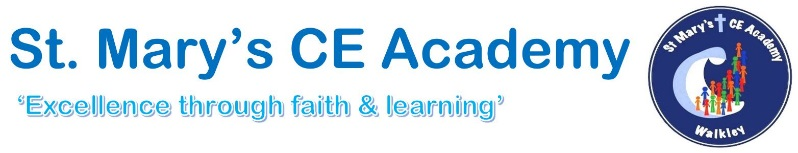 St. Mary’s CE Academy
‘Excellence through faith & learning’
St Mary's CE Academy
Walkley